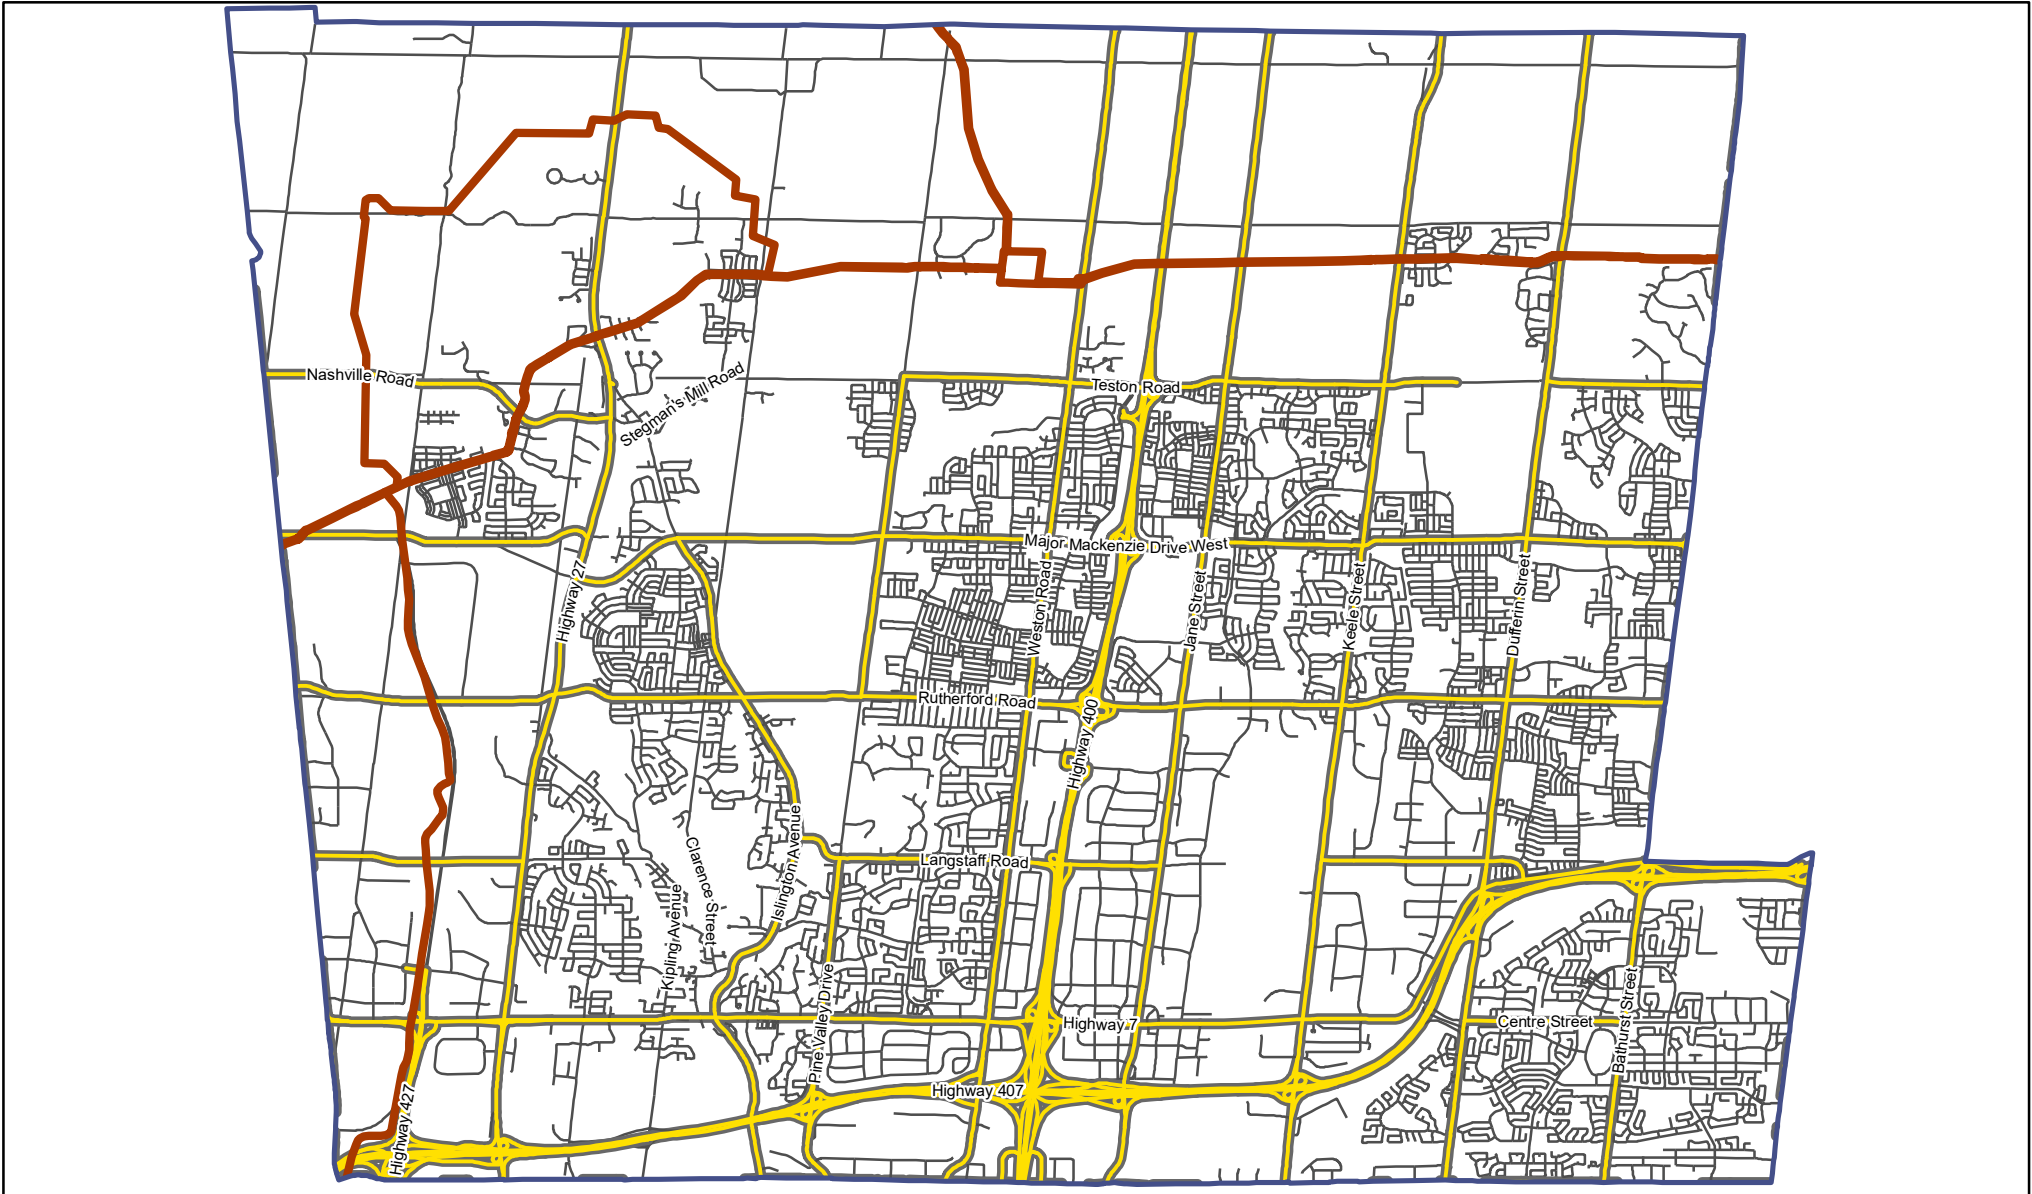 Nashville Road
Stegman's Mill Road
Teston Road
Major Mackenzie Drive West
Highway 27
Weston Road
Jane Street
Keele Street
Dufferin Street
Rutherford Road
Highway 400
Clarence Street
Islington Avenue
Langstaff Road
Kipling Avenue
Pine Valley Drive
Highway 7
Centre Street
Bathurst Street
Highway 407
Highway 427